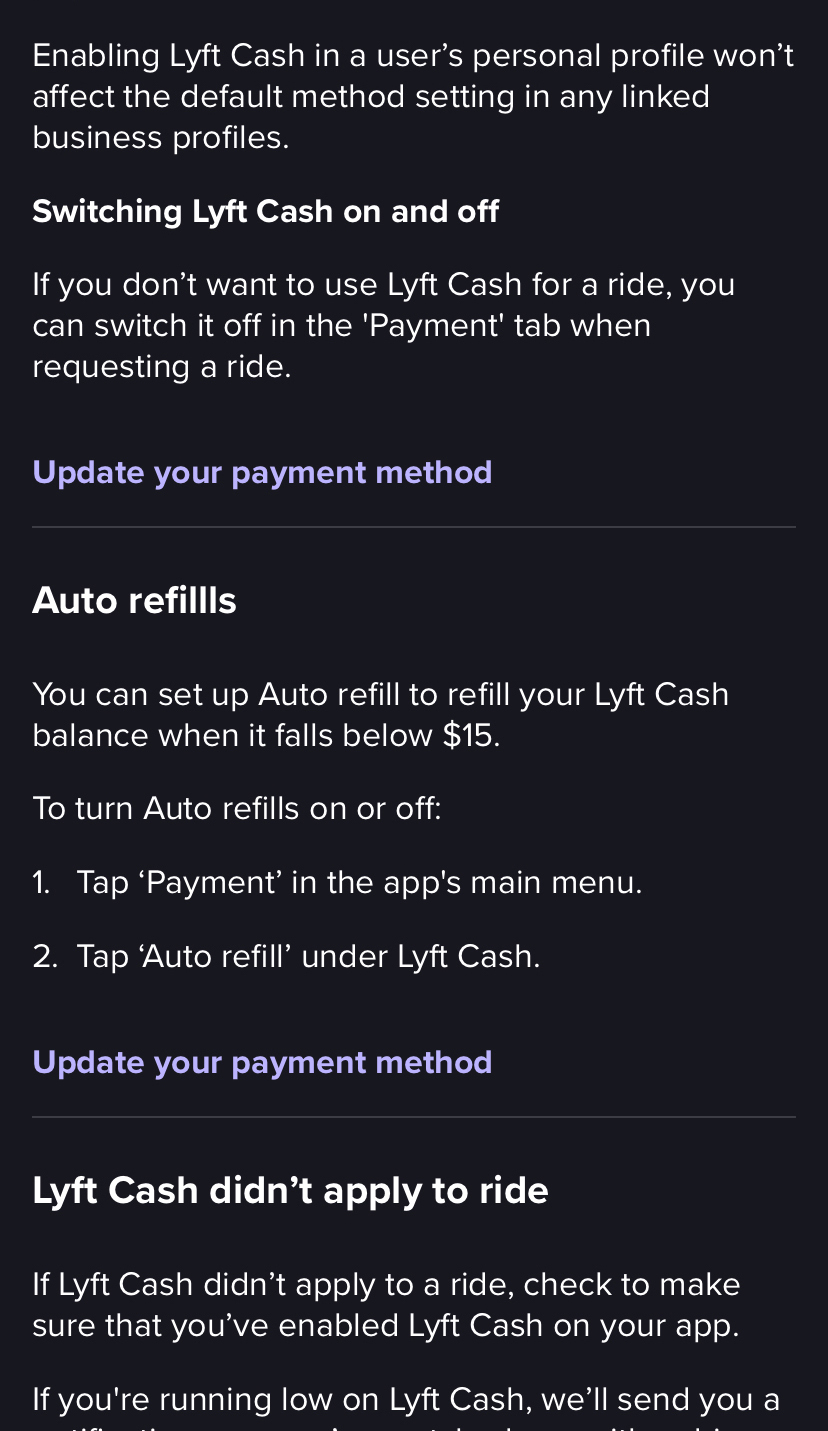 Enabling Lyft Cash in a user’s personal profile won’t
affect the default method setting in any linked
business profiles.
Switching Lyft Cash on and off
If you don’t want to use Lyft Cash for a ride, you
can switch it off in the 'Payment' tab when
requesting a ride.
Update your payment method
Auto refillls
You can set up Auto refill to refill your Lyft Cash
balance when it falls below $15.
To turn Auto refills on or off:
1. Tap ‘Payment’ in the app's main menu.
2. Tap ‘Auto refill’ under Lyft Cash.
Update your payment method
Lyft Cash didn’t apply to ride
If Lyft Cash didn’t apply to a ride, check to make
sure that you’ve enabled Lyft Cash on your app.
If you're running low on Lyft Cash, we’ll send you a